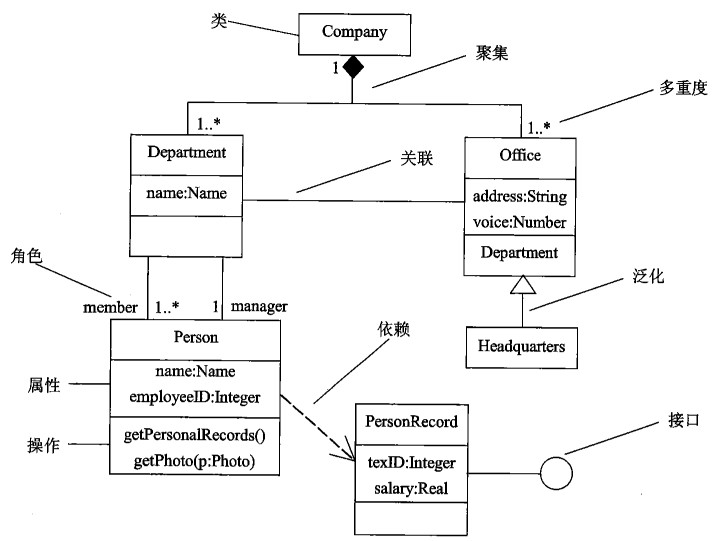 类
Company
1
聚集
多重度
1..*
1..*
Department
Office
name:Name
关联
address:String
voice:Number
Department
角色
泛化
member
1..*
1
manager
Person
依赖
Headquarters
属性
name:Name
employeeID:Integer
PersonRecord
接口
操作
getPersonalRecords()
getPhoto(p:Photo)
texID:Integer
salary:Real